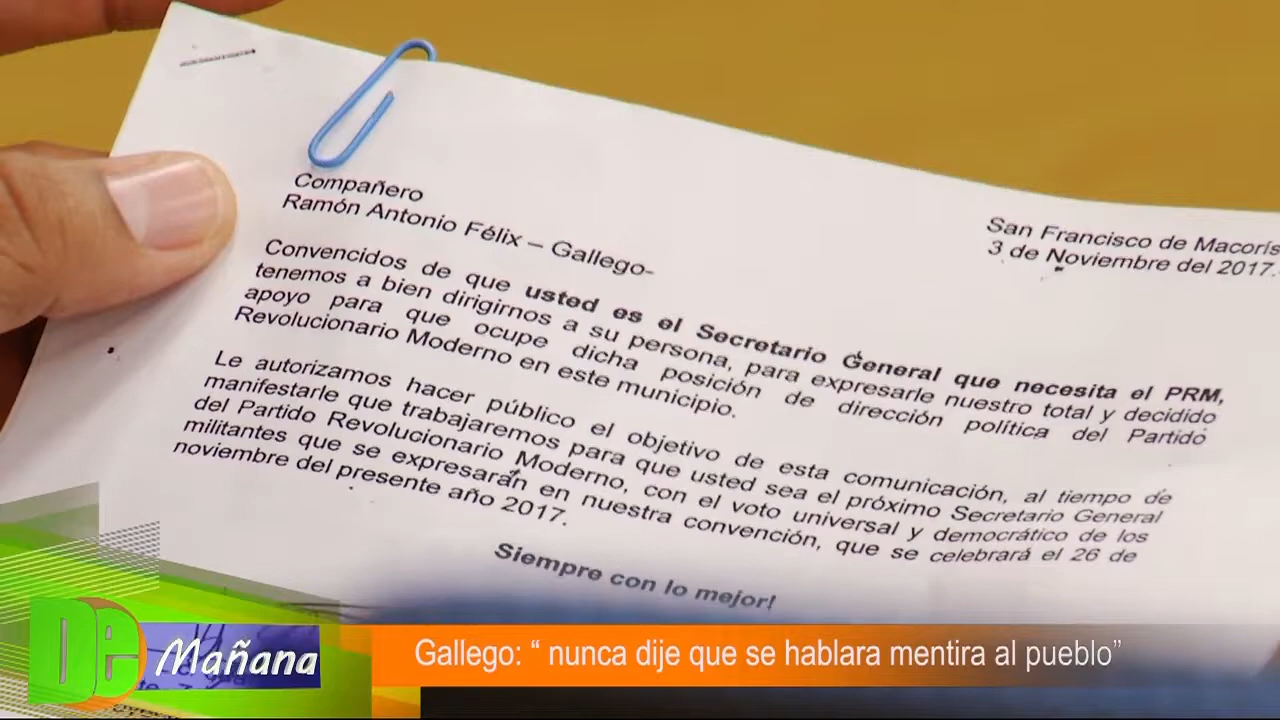 San Francisco de Macorís
3 de Noviembre del 2017.
Compañero
Ramón Antonio Félix – Gallego-
Convencidos de que usted es el Secretario General que necesita el PRM,
tenemos a bien dirigirnos a su persona, para expresarle nuestro total y decidido
apoyo para que ocupe dicha posición de dirección política del Partido
Revolucionario Moderno en este municipio.
Le autorizamos hacer público el objetivo de esta comunicación, al tiempo de
manifestarle que trabajaremos para que usted sea el próximo Secretario General
del Partido Revolucionario Moderno, con el voto universal y democrático de los
militantes que se expresarán en nuestra convención, que se celebrará el 26 de
noviembre del presente año 2017.
Siempre con lo mejor!
De Mañana
Gallego: “ nunca dije que se hablara mentira al pueblo”